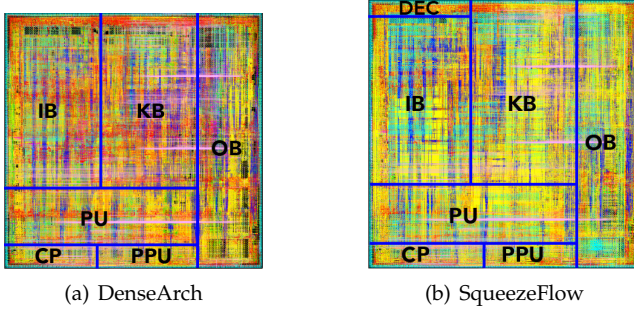 DEC
IB KB IB KB
OB OB
PU PU
CP PPU CP PPU
(a) DenseArch (b) SqueezeFlow